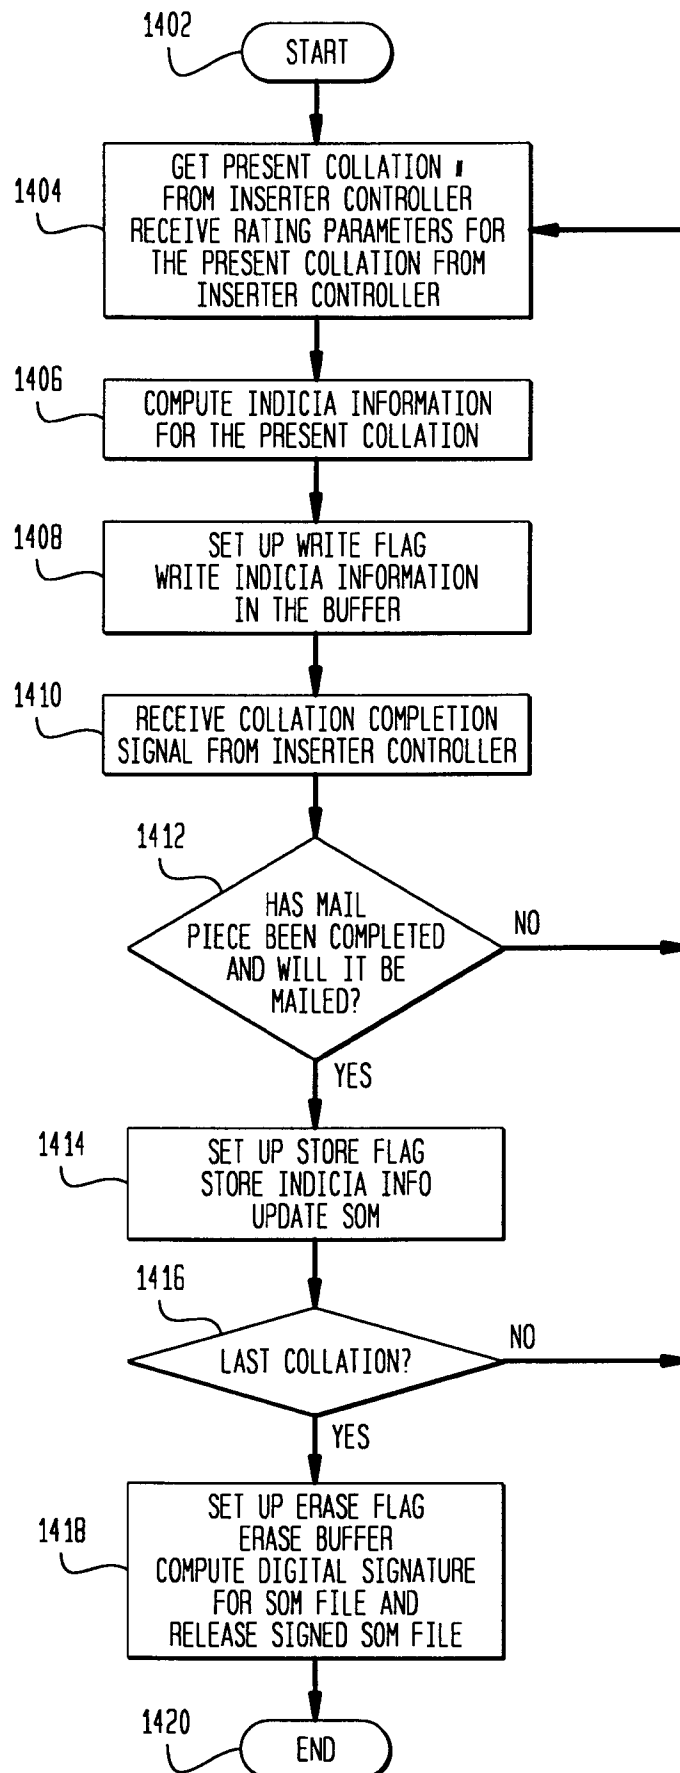 1402
START
1404
GET PRESENT COLLATION #
FROM INSERTER CONTROLLER
RECEIVE RATING PARAMETERS FOR
THE PRESENT COLLATION FROM
INSERTER CONTROLLER
1406
COMPUTE INDICIA INFORMATION
FOR THE PRESENT COLLATION
1408
SET UP WRITE FLAG
WRITE INDICIA INFORMATION
IN THE BUFFER
1410
RECEIVE COLLATION COMPLETION
SIGNAL FROM INSERTER CONTROLLER
1412
HAS MAIL
PIECE BEEN COMPLETED
AND WILL IT BE
MAILED?
NO
YES
1414
SET UP STORE FLAG
STORE INDICIA INFO
UPDATE SOM
1416
LAST COLLATION?
NO
YES
1418
SET UP ERASE FLAG
ERASE BUFFER
COMPUTE DIGITAL SIGNATURE
FOR SOM FILE AND
RELEASE SIGNED SOM FILE
1420
END